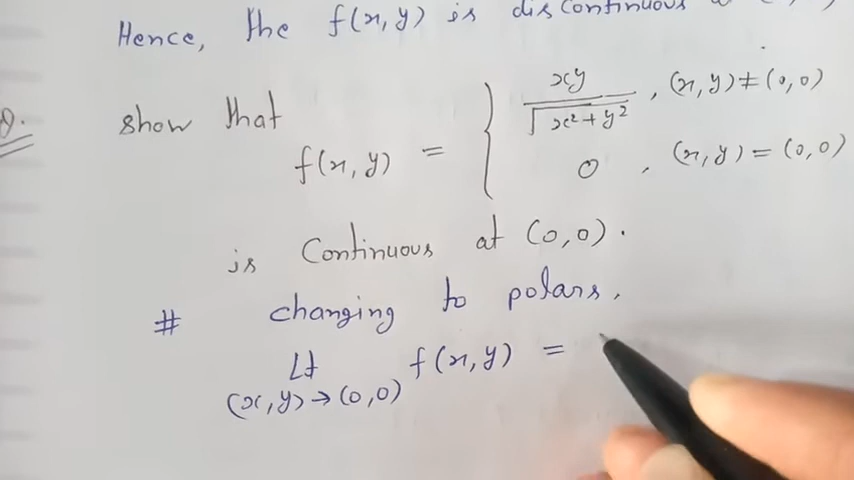 Hence, the f(x,y) is discontinuous
Q. show that
f(x,y) = { xy / √x²+y² , (x,y) ≠ (0,0)
0 , (x,y) = (0,0)
is Continuous at (0,0).
# changing to polars,
Lt f(x,y) =
(x,y)→(0,0)